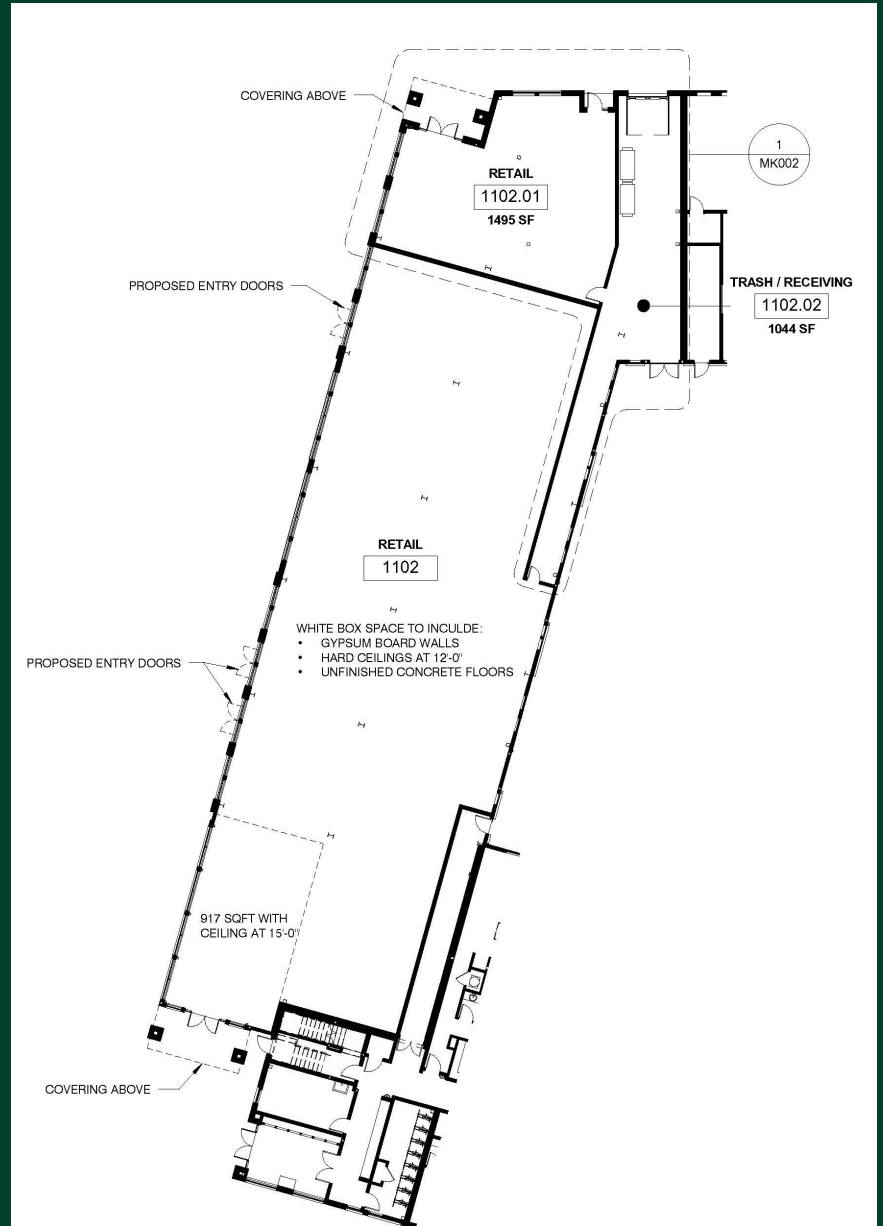 COVERING ABOVE
1
MK002
RETAIL
1102.01
1495 SF
PROPOSED ENTRY DOORS
TRASH / RECEIVING
1102.02
1044 SF
RETAIL
1102
WHITE BOX SPACE TO INCULDE:
• GYPSUM BOARD WALLS
• HARD CEILINGS AT 12'-0"
• UNFINISHED CONCRETE FLOORS
PROPOSED ENTRY DOORS
917 SQFT WITH
CEILING AT 15'-0"
COVERING ABOVE